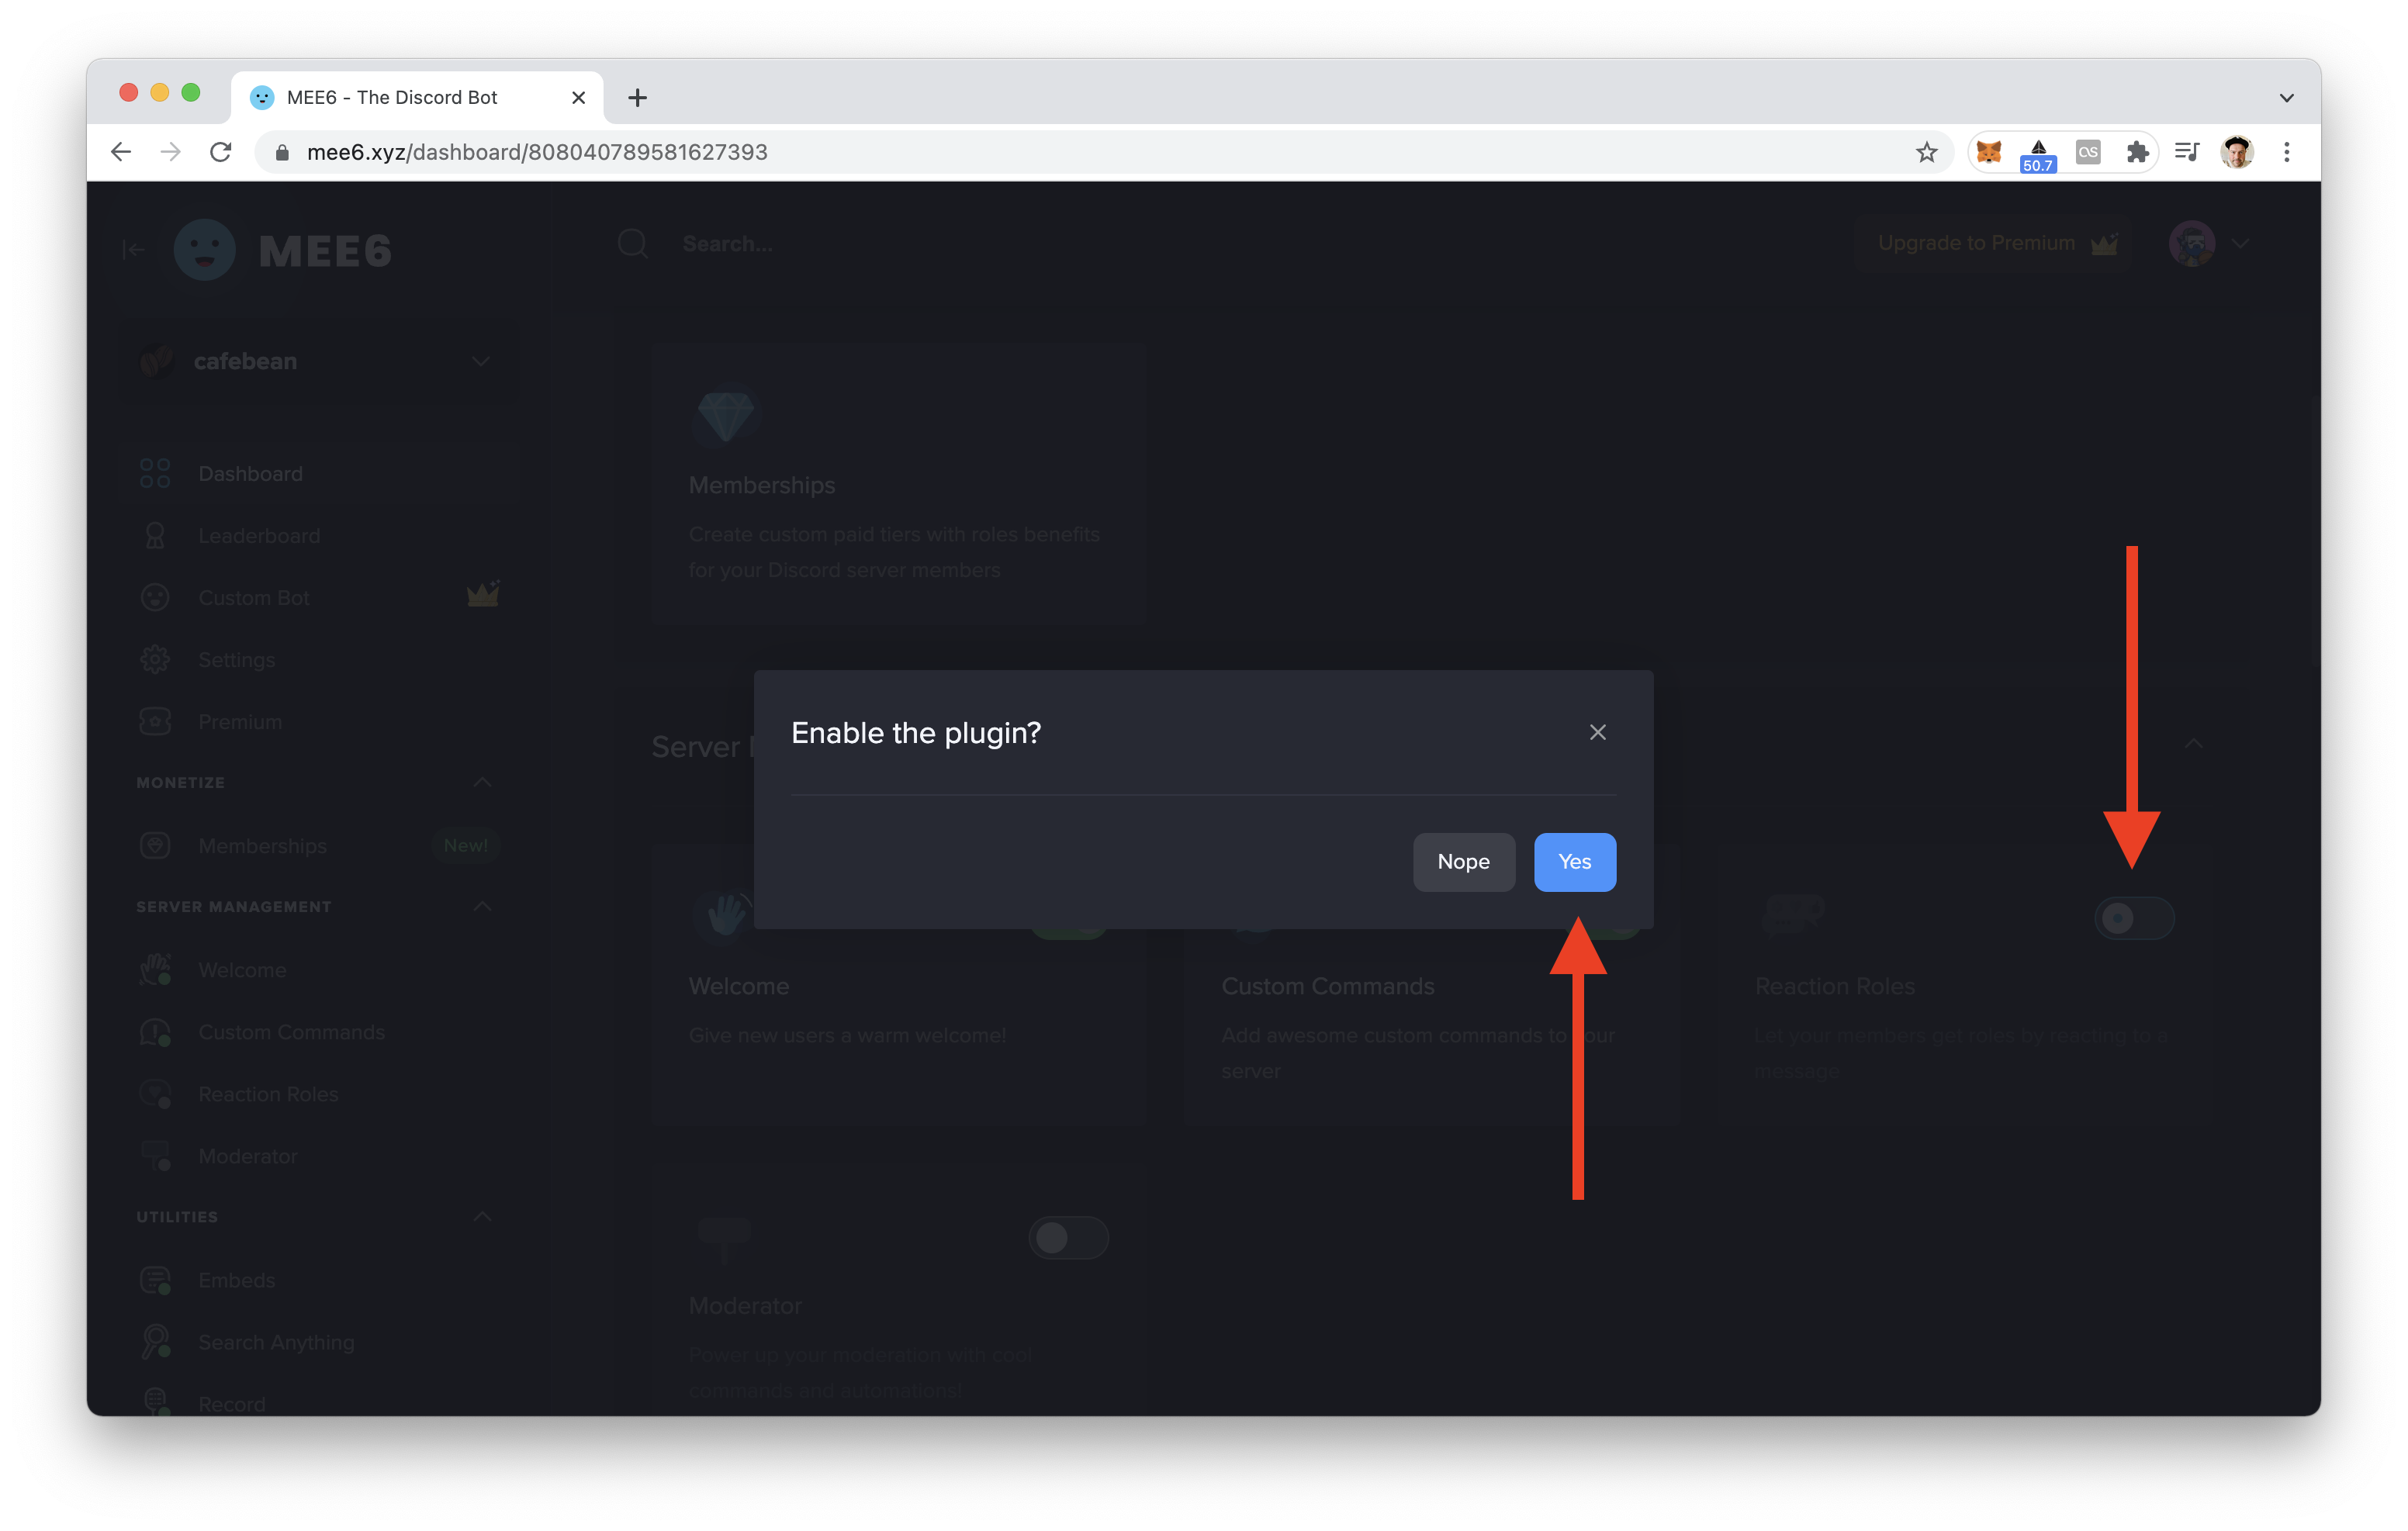 MEE6 - The Discord Bot
mee6.xyz/dashboard/808040789581627393
50.7
MEE6
Search...
Upgrade to Premium
cafebean
Dashboard
Leaderboard
Custom Bot
Settings
Premium
MONETIZE
Memberships
New!
SERVER MANAGEMENT
Welcome
Custom Commands
Reaction Roles
Moderator
UTILITIES
Embeds
Search Anything
Record
Memberships
Create custom paid tiers with roles benefits
for your Discord server members
Server
Enable the plugin?
Nope
Yes
Welcome
Give new users a warm welcome!
Custom Commands
Add awesome custom commands to our
server
Reaction Roles
Let your members get roles by reacting to a
message
Moderator
Power up your moderation with cool
commands and automations!